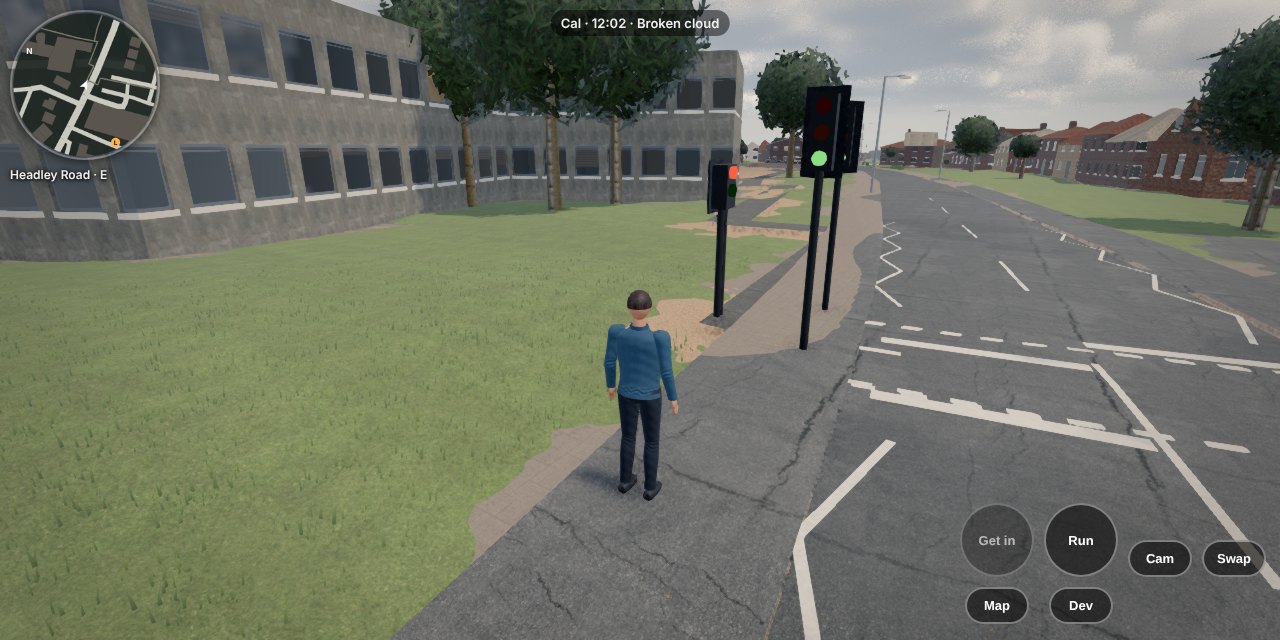 Cal · 12:02 · Broken cloud
N
Headley Road · E
Get in
Run
Cam
Swap
Map
Dev